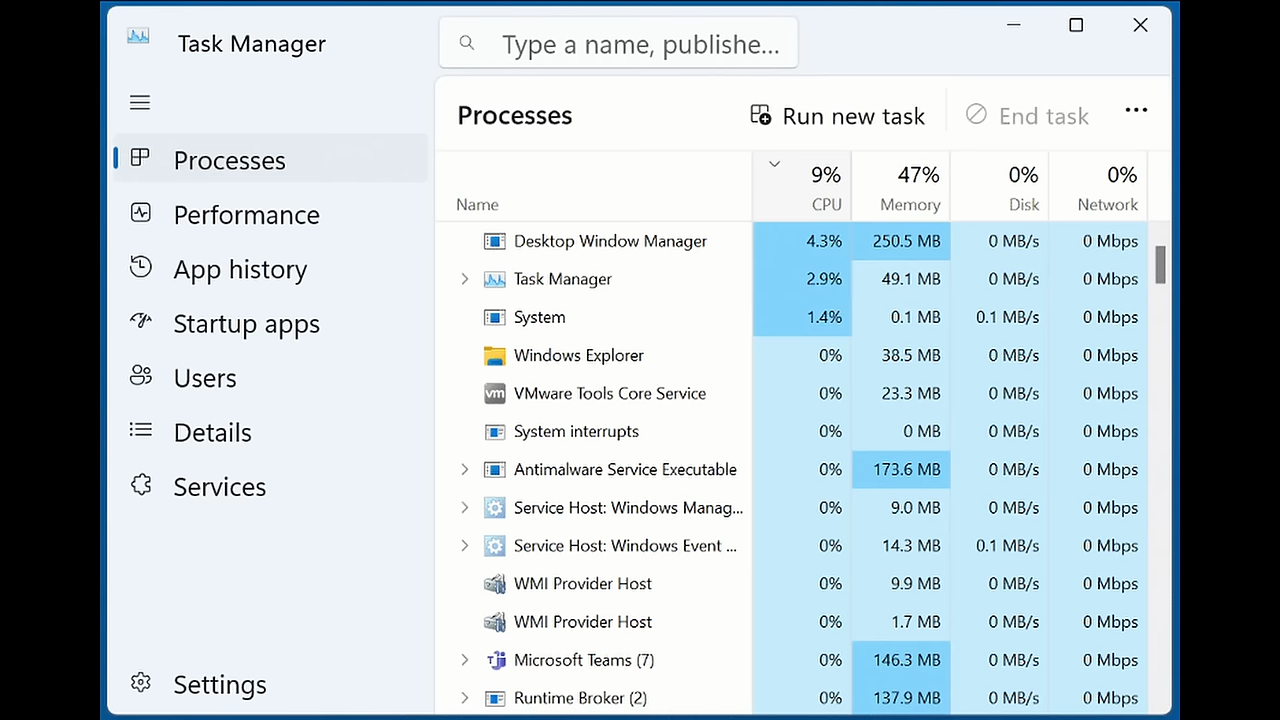 Task Manager
Type a name, publishe...
Processes
Performance
App history
Startup apps
Users
Details
Services
Settings
Processes
Run new task
End task
Name
9% 47% 0% 0%
CPU Memory Disk Network
Desktop Window Manager 4.3% 250.5 MB 0 MB/s 0 Mbps
Task Manager 2.9% 49.1 MB 0 MB/s 0 Mbps
System 1.4% 0.1 MB 0.1 MB/s 0 Mbps
Windows Explorer 0% 38.5 MB 0 MB/s 0 Mbps
vm VMware Tools Core Service 0% 23.3 MB 0 MB/s 0 Mbps
System interrupts 0% 0 MB 0 MB/s 0 Mbps
Antimalware Service Executable 0% 173.6 MB 0 MB/s 0 Mbps
Service Host: Windows Manag... 0% 9.0 MB 0 MB/s 0 Mbps
Service Host: Windows Event ... 0% 14.3 MB 0.1 MB/s 0 Mbps
WMI Provider Host 0% 9.9 MB 0 MB/s 0 Mbps
WMI Provider Host 0% 1.7 MB 0 MB/s 0 Mbps
Microsoft Teams (7) 0% 146.3 MB 0 MB/s 0 Mbps
Runtime Broker (2) 0% 137.9 MB 0 MB/s 0 Mbps